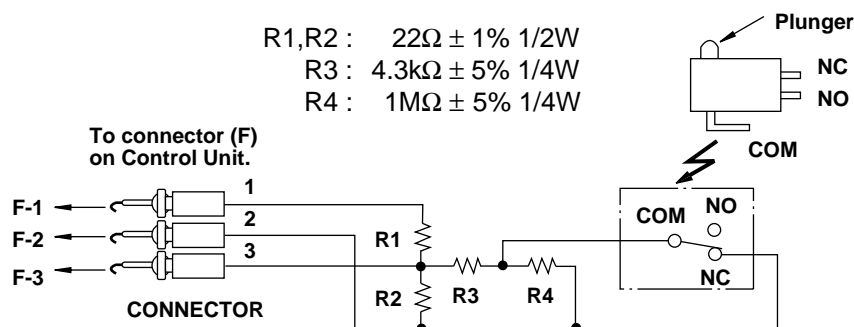 R1,R2 : 22Ω ± 1% 1/2W
R3 : 4.3kΩ ± 5% 1/4W
R4 : 1MΩ ± 5% 1/4W
Plunger
NC
NO
COM
To connector (F)
on Control Unit.
F-1
1
F-2
2
F-3
3
CONNECTOR
R1
R2
R3
R4
COM
NO
NC